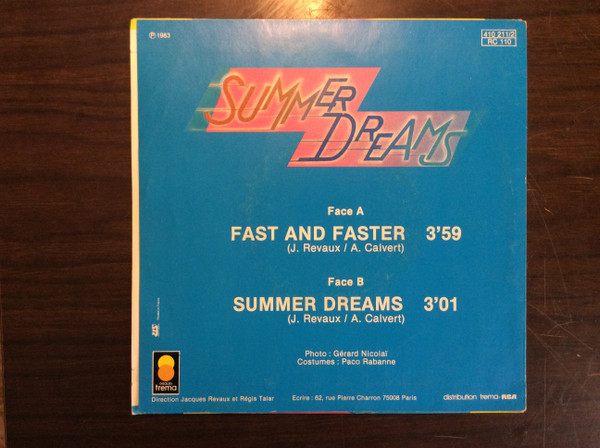 ℗ 1983
410 211/2
RC 110
SUMMER
DREAMS
Face A
FAST AND FASTER 3'59
(J. Revaux / A. Calvert)
Face B
SUMMER DREAMS 3'01
(J. Revaux / A. Calvert)
Photo : Gérard Nicolaï
Costumes : Paco Rabanne
DISQUES
trema
Direction Jacques Revaux et Régis Talar Ecrire : 62, rue Pierre Charron 75008 Paris distribution trema-RCA